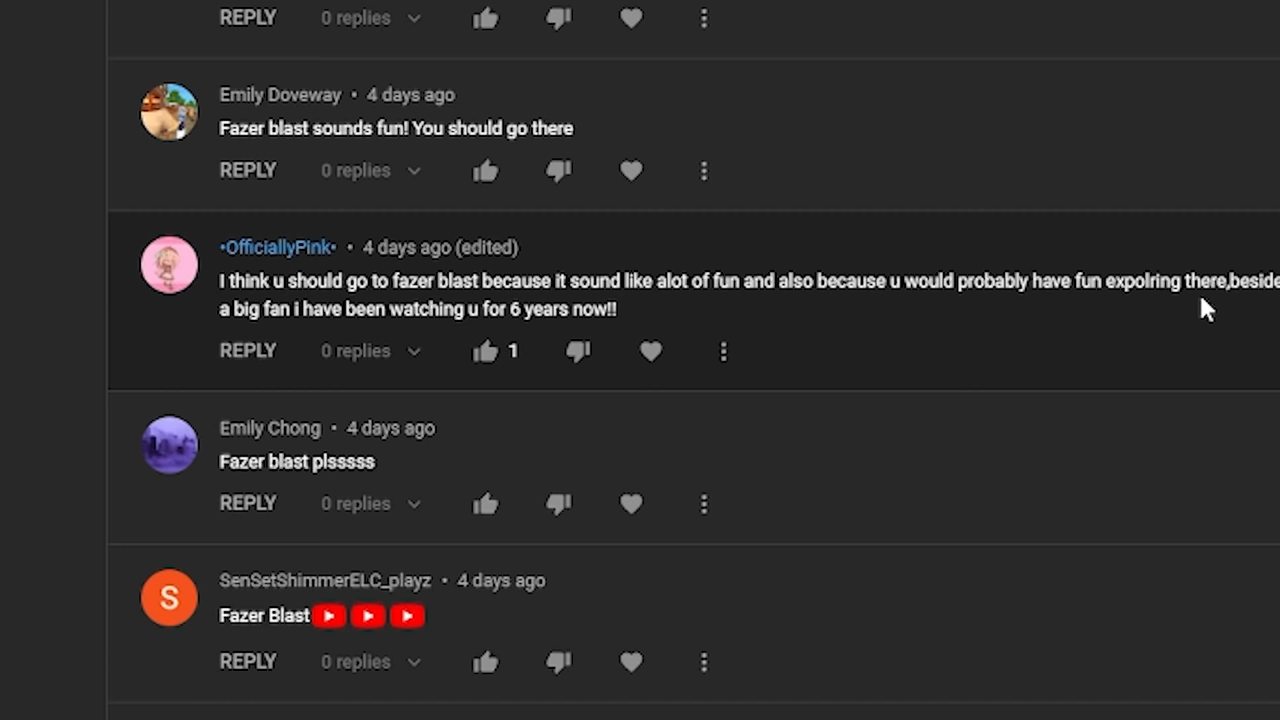 REPLY 0 replies
Emily Doveway • 4 days ago
Fazer blast sounds fun! You should go there
REPLY 0 replies
•OfficiallyPink• • 4 days ago (edited)
I think u should go to fazer blast because it sound like alot of fun and also because u would probably have fun expolring there,beside
a big fan i have been watching u for 6 years now!!
REPLY 0 replies 1
Emily Chong • 4 days ago
Fazer blast plsssss
REPLY 0 replies
S
SenSetShimmerELC_playz • 4 days ago
Fazer Blast
REPLY 0 replies